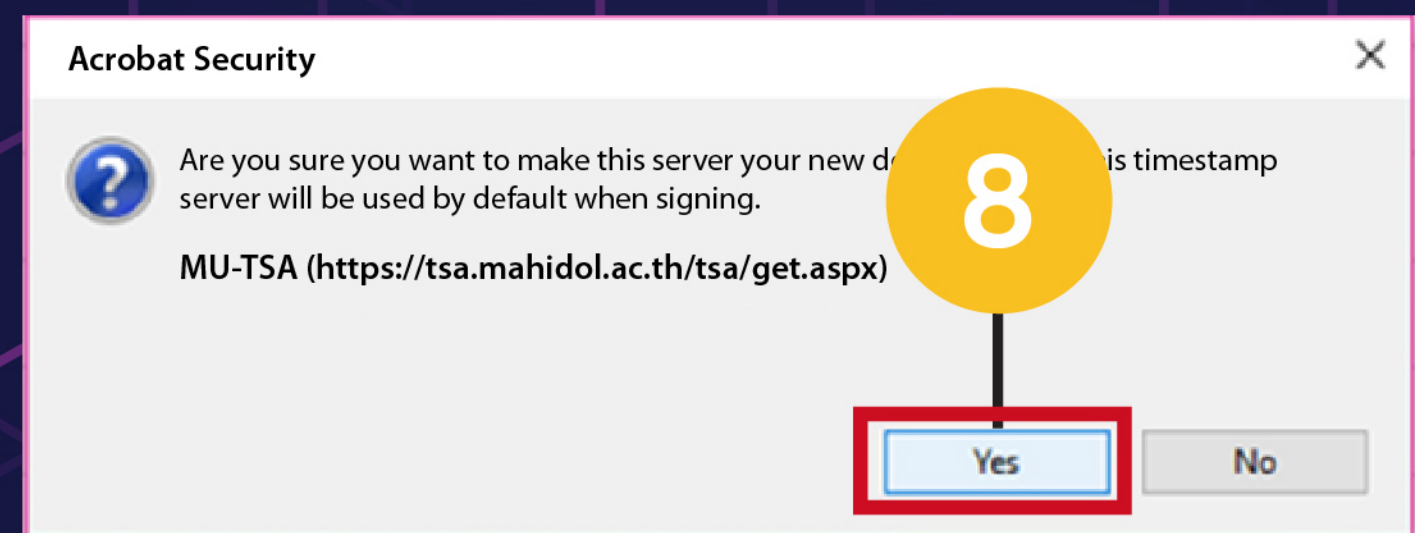 Acrobat Security
Are you sure you want to make this server your new is timestamp
server will be used by default when signing.
8
MU-TSA (https://tsa.mahidol.ac.th/tsa/get.aspx)
Yes
No